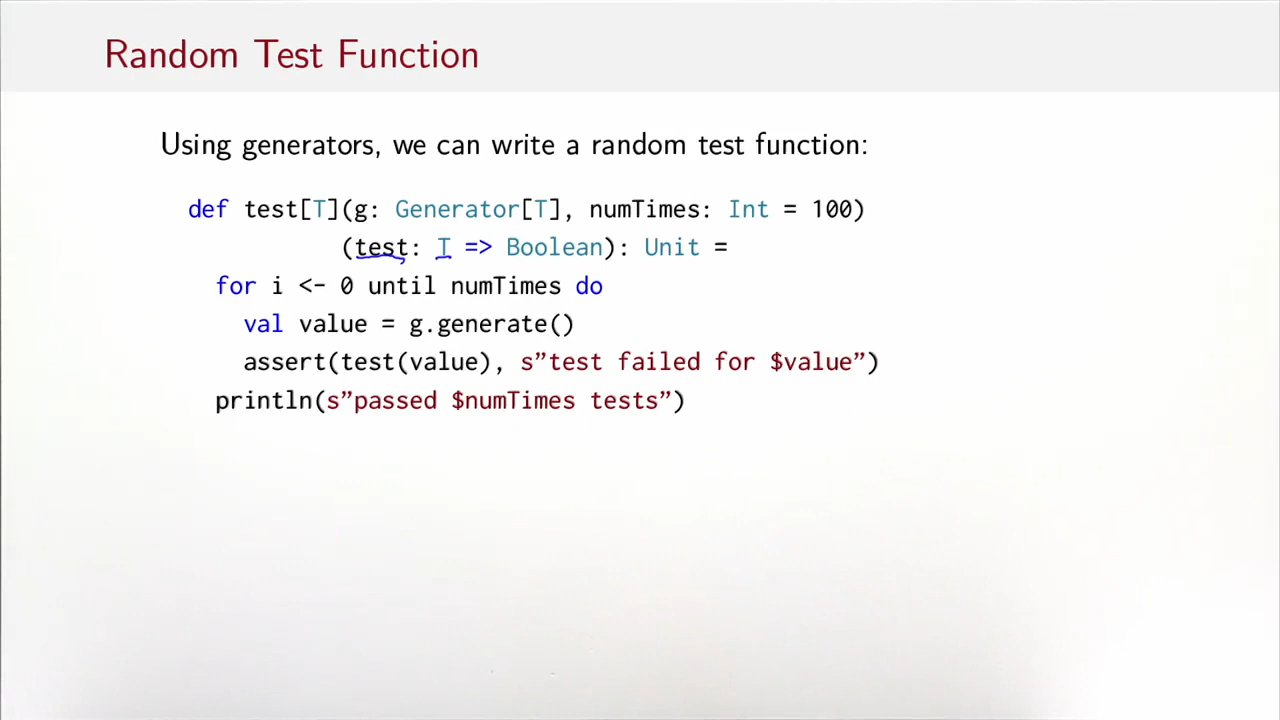 Random Test Function
Using generators, we can write a random test function:
def test[T](g: Generator[T], numTimes: Int = 100)
(test: T => Boolean): Unit =
for i <- 0 until numTimes do
val value = g.generate()
assert(test(value), s”test failed for $value”)
println(s”passed $numTimes tests”)